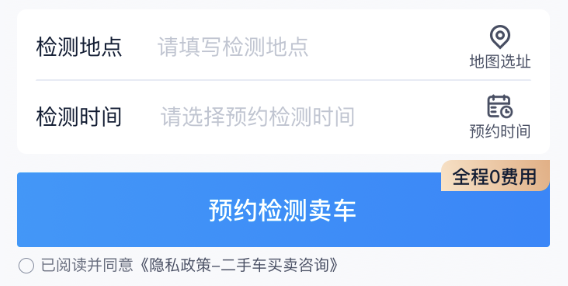 检测地点 请填写检测地点 地图选址
检测时间 请选择预约检测时间 预约时间
全程0费用
预约检测卖车
已阅读并同意《隐私政策-二手车买卖咨询》